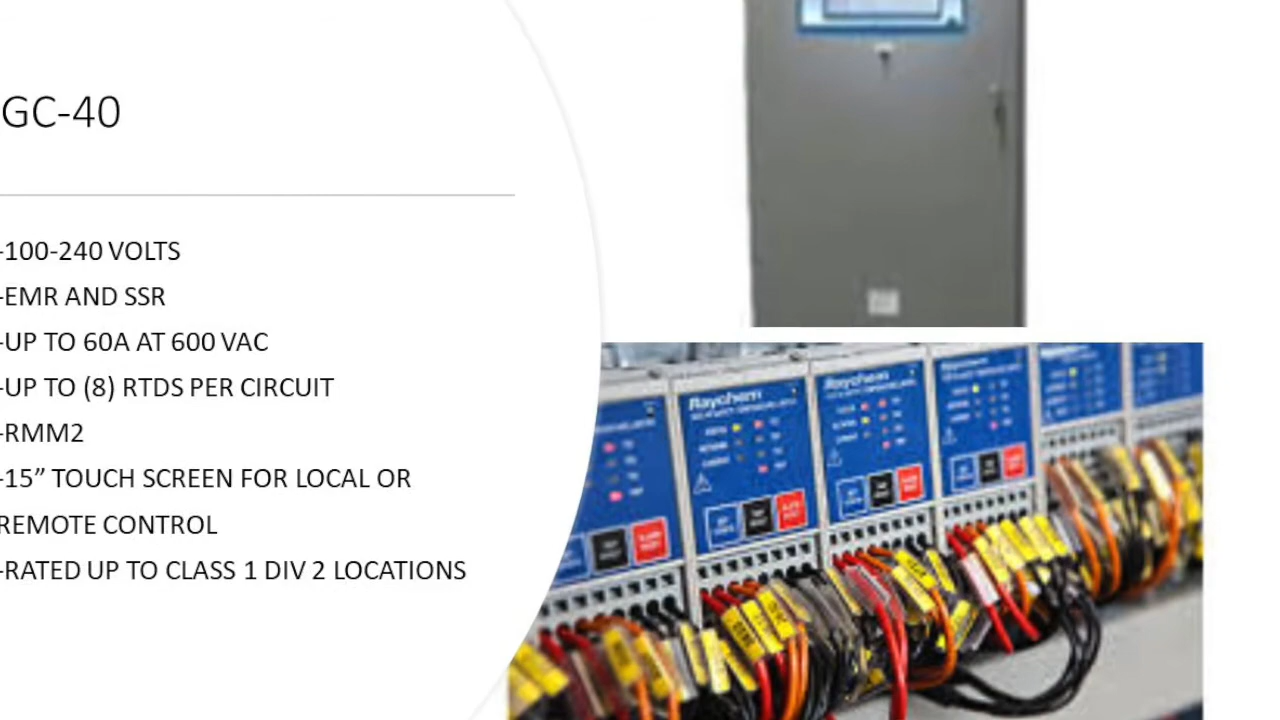 GC-40
-100-240 VOLTS
-EMR AND SSR
-UP TO 60A AT 600 VAC
-UP TO (8) RTDS PER CIRCUIT
-RMM2
-15” TOUCH SCREEN FOR LOCAL OR
REMOTE CONTROL
-RATED UP TO CLASS 1 DIV 2 LOCATIONS
Raychem
Raychem
Raychem